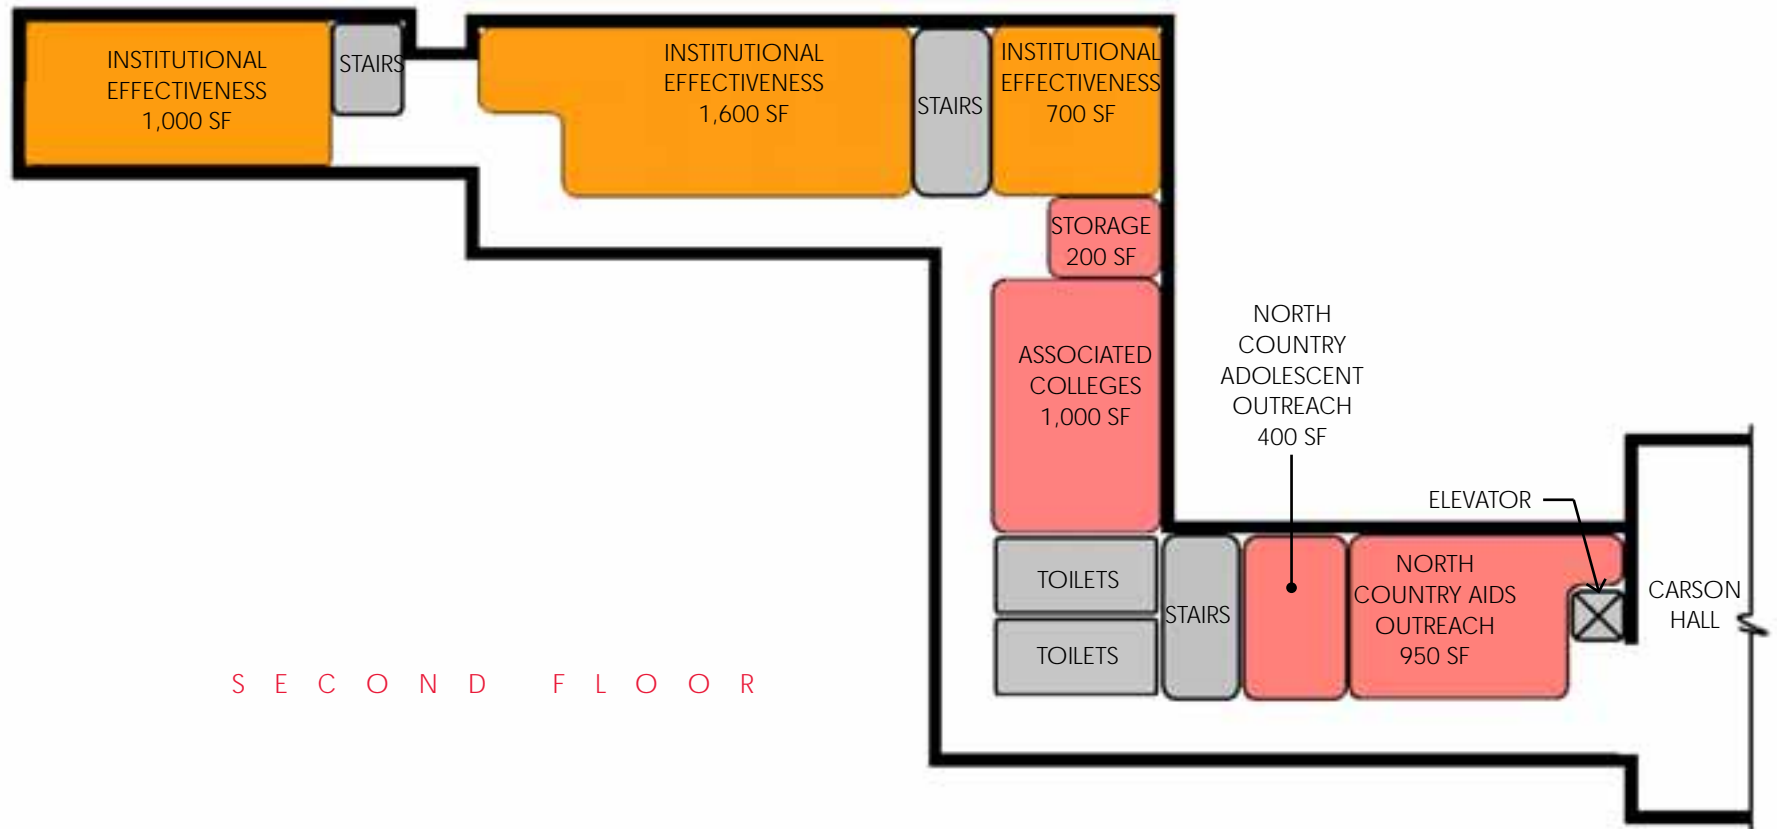 INSTITUTIONAL
EFFECTIVENESS
1,000 SF
STAIRS
INSTITUTIONAL
EFFECTIVENESS
1,600 SF
STAIRS
INSTITUTIONAL
EFFECTIVENESS
700 SF
STORAGE
200 SF
ASSOCIATED
COLLEGES
1,000 SF
NORTH
COUNTRY
ADOLESCENT
OUTREACH
400 SF
ELEVATOR
TOILETS
TOILETS
STAIRS
NORTH
COUNTRY AIDS
OUTREACH
950 SF
CARSON
HALL
SECOND FLOOR